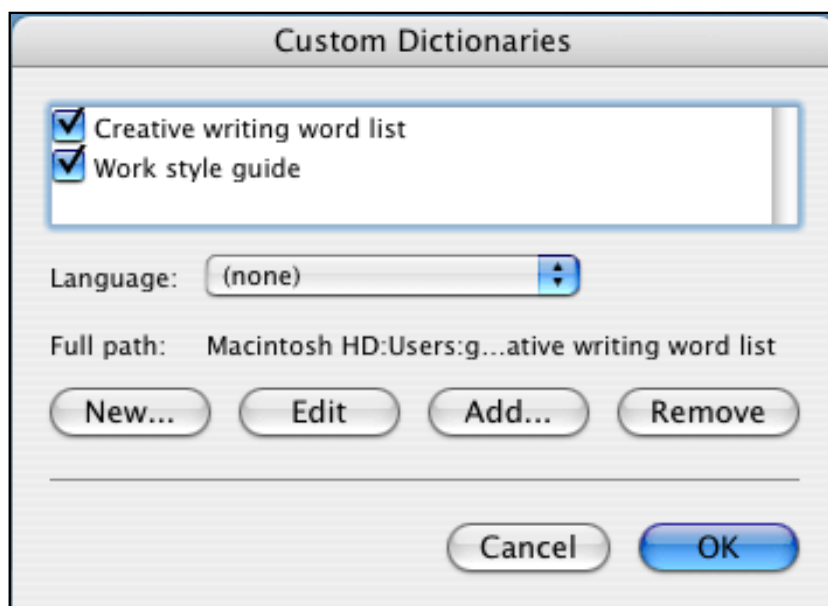 Custom Dictionaries
Creative writing word list
Work style guide
Language: (none)
Full path: Macintosh HD:Users:g...ative writing word list
New... Edit Add... Remove
Cancel OK